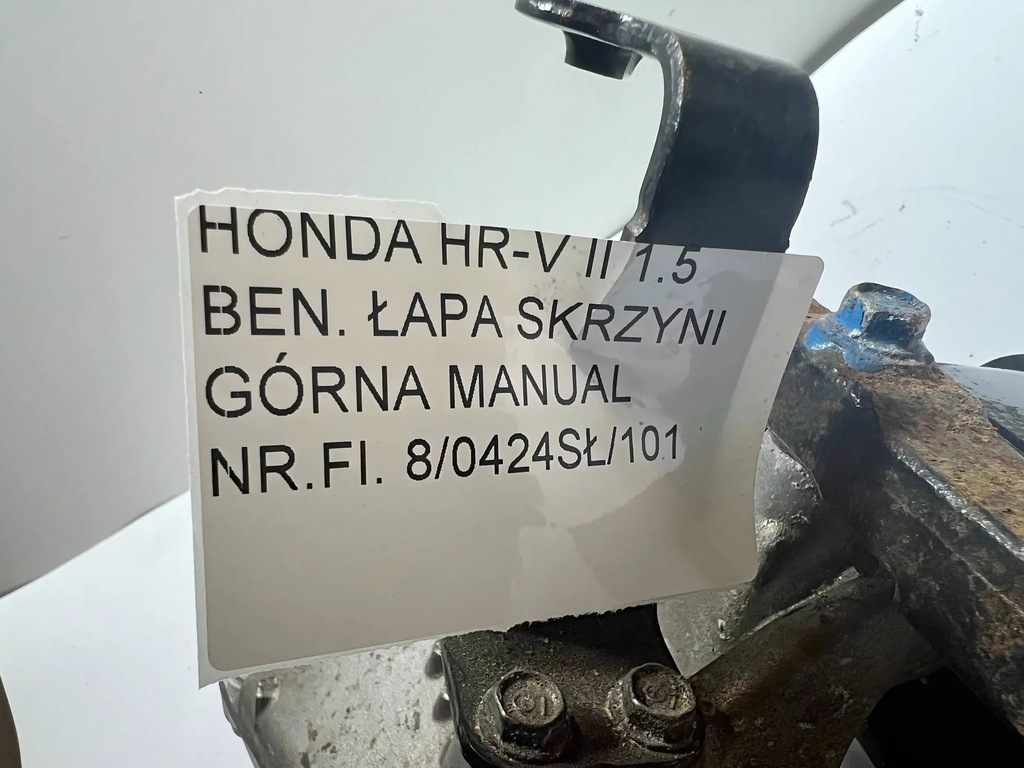 HONDA HR-V II 1.5
BEN. ŁAPA SKRZYNI
GÓRNA MANUAL
NR.FI. 8/0424SŁ/101